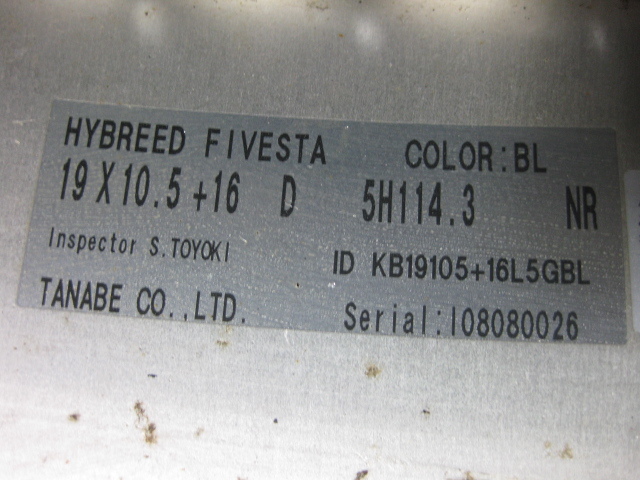 HYBREED FIVESTA COLOR:BL
19X10.5+16 D 5H114.3 NR
Inspector S.TOYOKI ID KB19105+16L5GBL
TANABE CO.,LTD. Serial:I08080026